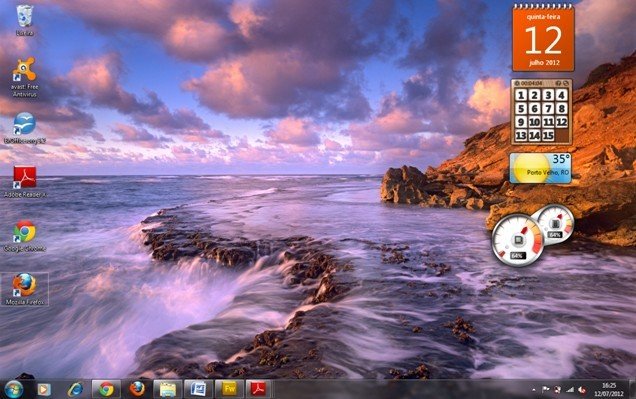 Lixeira
avast! Free
Antivirus
BrOffice.org 3.2
Adobe Reader X
Google Chrome
Mozilla Firefox
quinta-feira
12
julho 2012
00:04:04
1 2 3 4
5 6 7 8
9 10 11 12
13 14 15
35°
Porto Velho, RO
64%
64%
W
Fw
16:25
12/07/2012